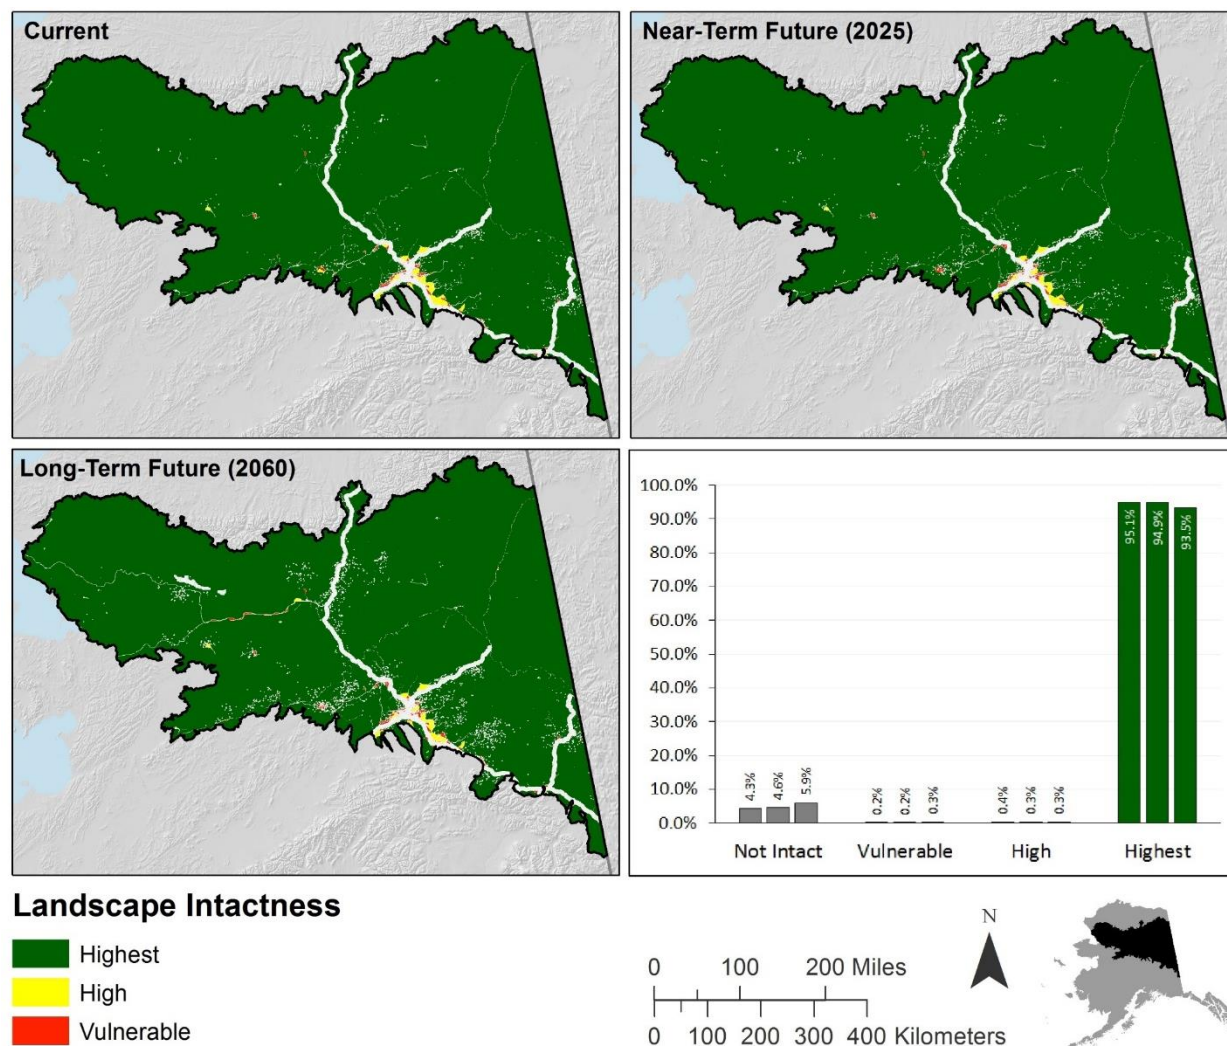 Current
Near-Term Future (2025)
Long-Term Future (2060)
100.0%
90.0%
80.0%
70.0%
60.0%
50.0%
40.0%
30.0%
20.0%
10.0%
0.0%
4.3%
4.6%
5.9%
0.2%
0.2%
0.3%
0.4%
0.3%
0.3%
95.1%
94.9%
93.5%
Not Intact
Vulnerable
High
Highest
Landscape Intactness
Highest
High
Vulnerable
0 100 200 Miles
0 100 200 300 400 Kilometers
N